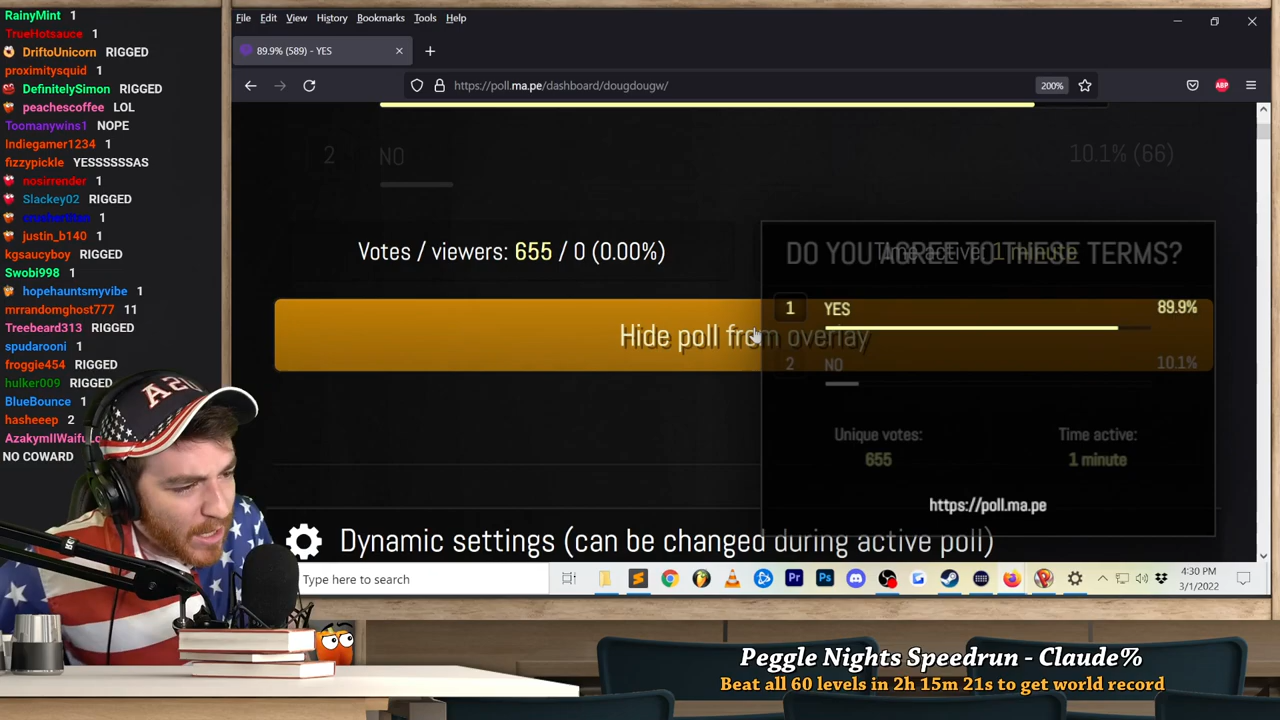 RainyMint 1
TrueHotsauce 1
DriftoUnicorn RIGGED
proximitysquid 1
DefinitelySimon RIGGED
peachescoffee LOL
Toomanywins1 NOPE
Indiegamer1234 1
fizzypickle YESSSSSSAS
nosirrender 1
Slackey02 RIGGED
1
justin_b140 1
kgsaucyboy RIGGED
Swobi998 1
hopehauntsmyvibe 1
mrrandomghost777 11
Treebeard313 RIGGED
spudarooni 1
froggie454 RIGGED
hulker009 RIGGED
BlueBounce 1
hasheeep 2
NO COWARD
File Edit View History Bookmarks Tools Help
89.9% (589) - YES
https://poll.ma.pe/dashboard/dougdougw/
200%
ABP
2 NO 10.1% (66)
Votes / viewers: 655 / 0 (0.00%)
Time active: 1 minute
Hide poll from overlay
DO YOU AGREE TO THESE TERMS?
1 YES 89.9%
2 NO 10.1%
Unique votes: Time active:
655 1 minute
https://poll.ma.pe
Dynamic settings (can be changed during active poll)
Type here to search
Pr
Ps
4:30 PM
3/1/2022
Peggle Nights Speedrun - Claude%
Beat all 60 levels in 2h 15m 21s to get world record